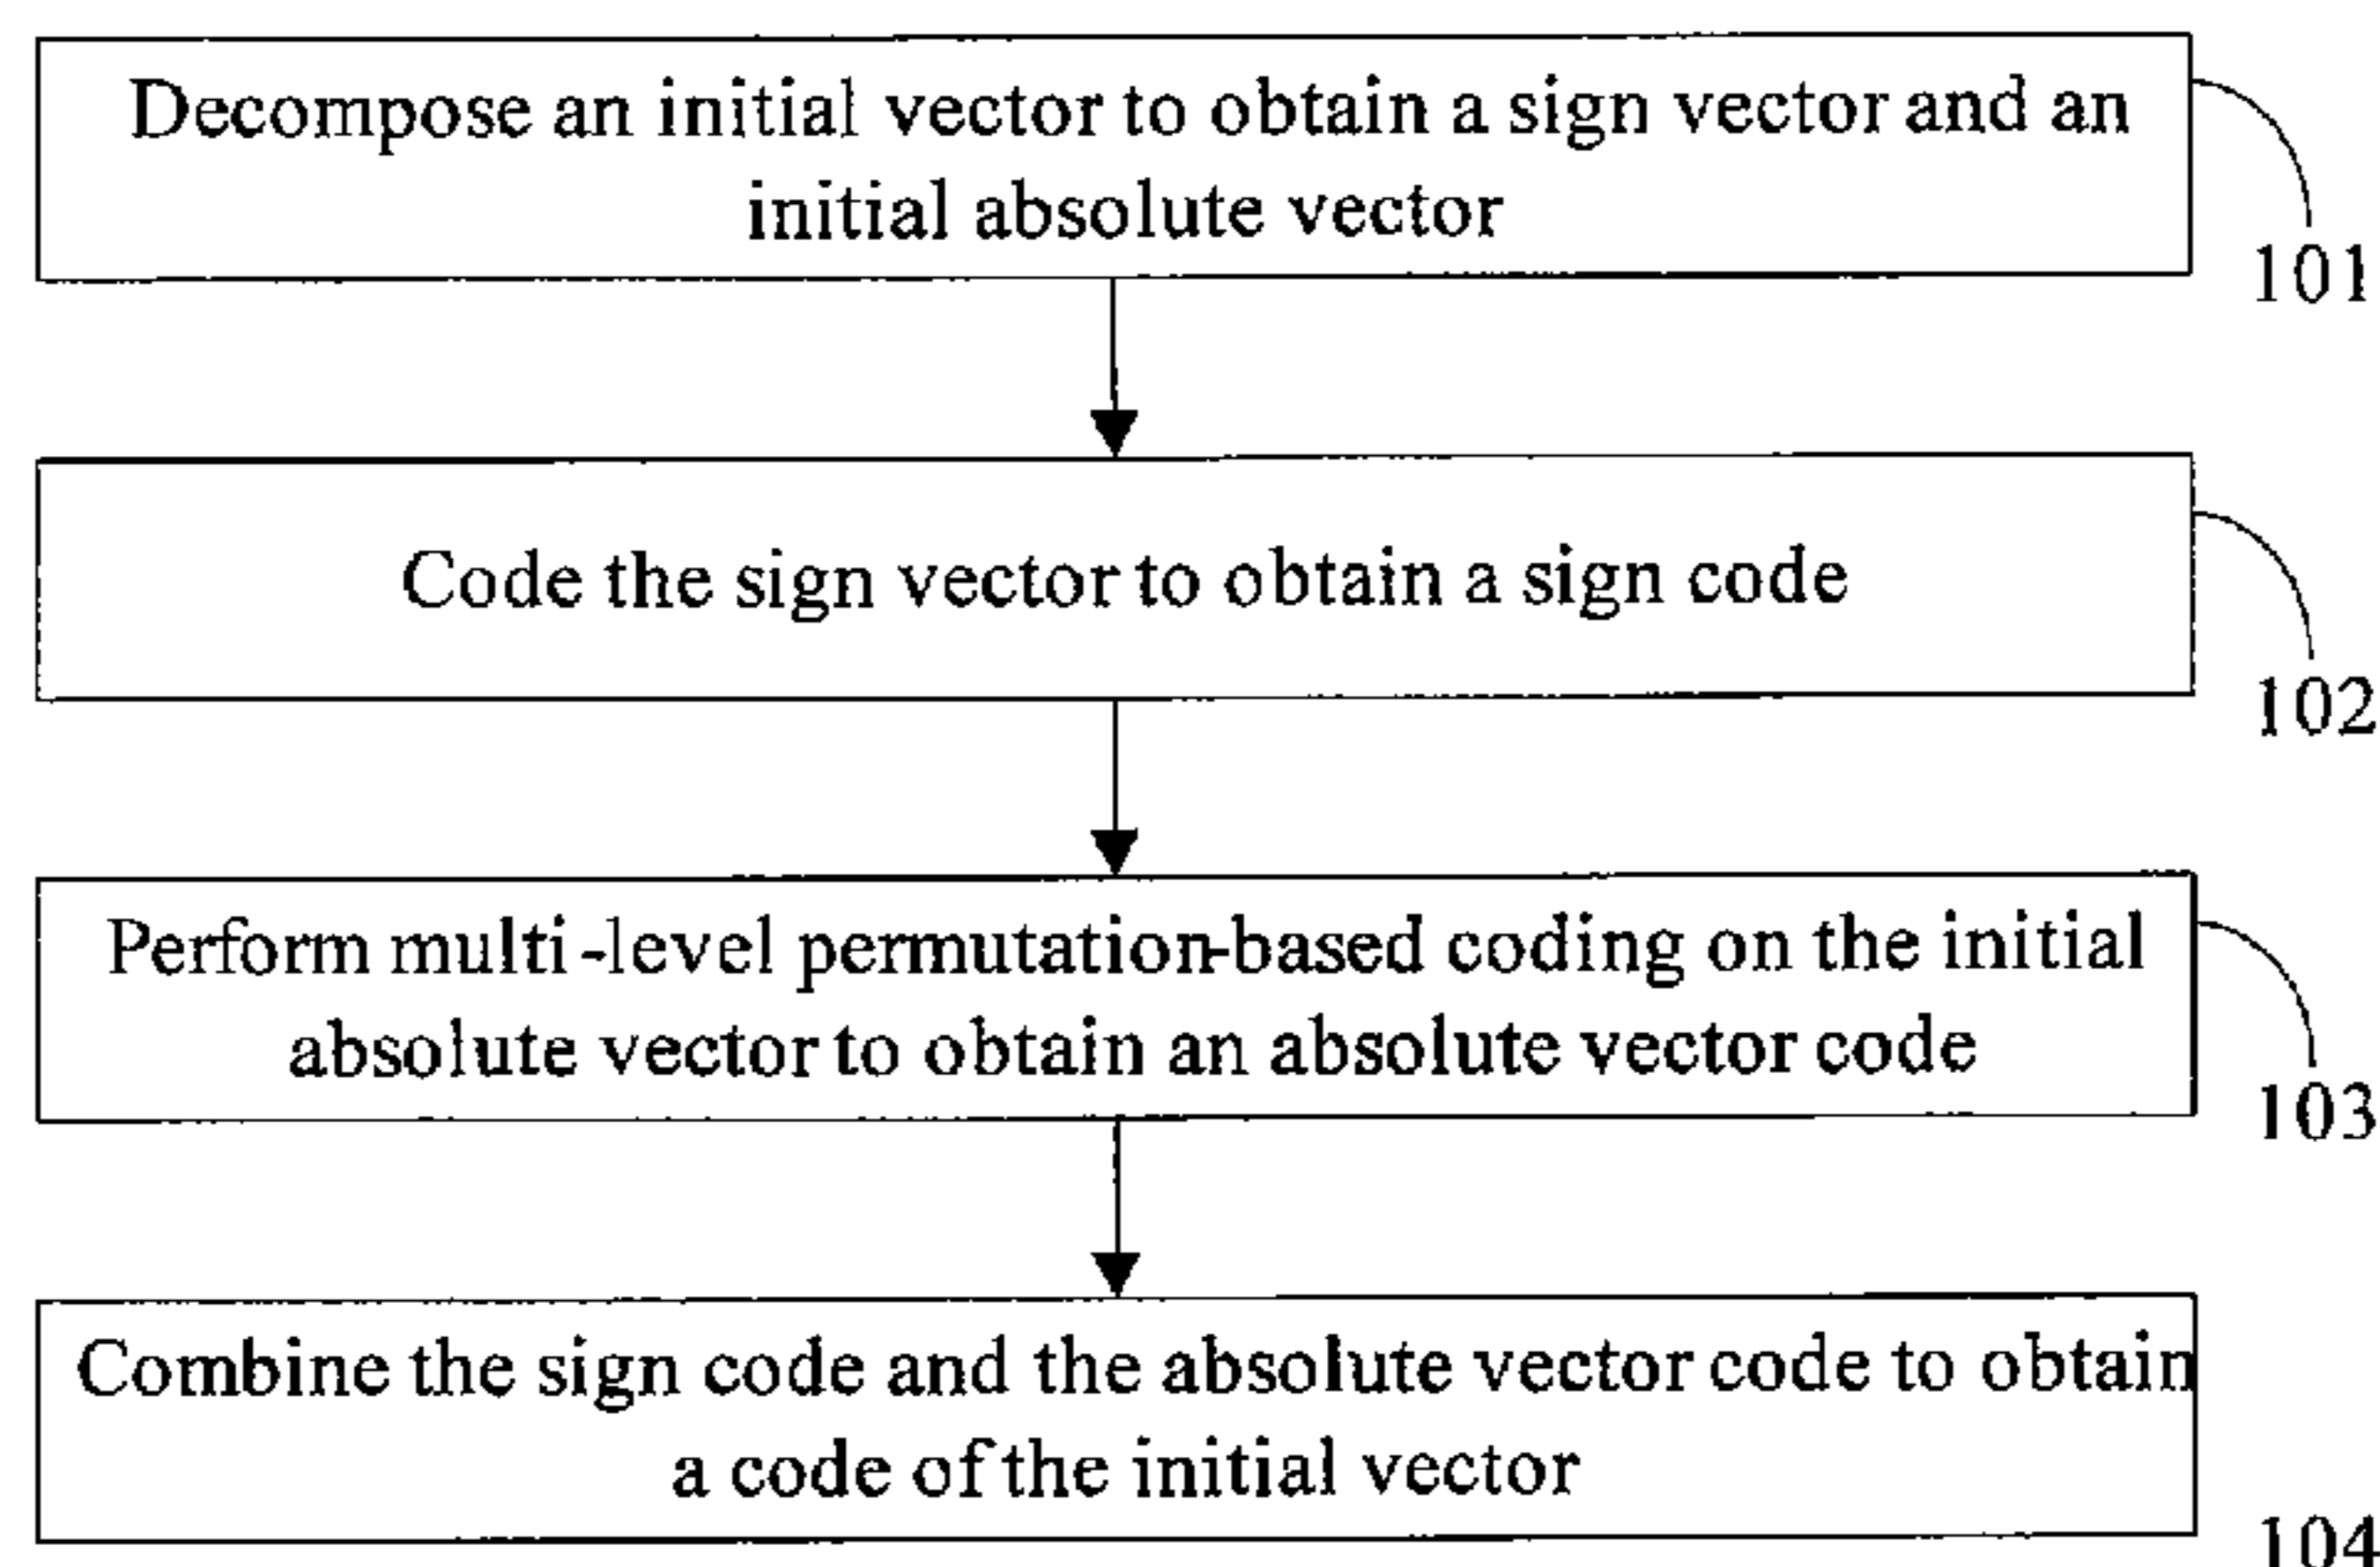 Decompose an initial vector to obtain a sign vector and an
initial absolute vector
101
Code the sign vector to obtain a sign code
102
Perform multi-level permutation-based coding on the initial
absolute vector to obtain an absolute vector code
103
Combine the sign code and the absolute vector code to obtain
a code of the initial vector
104